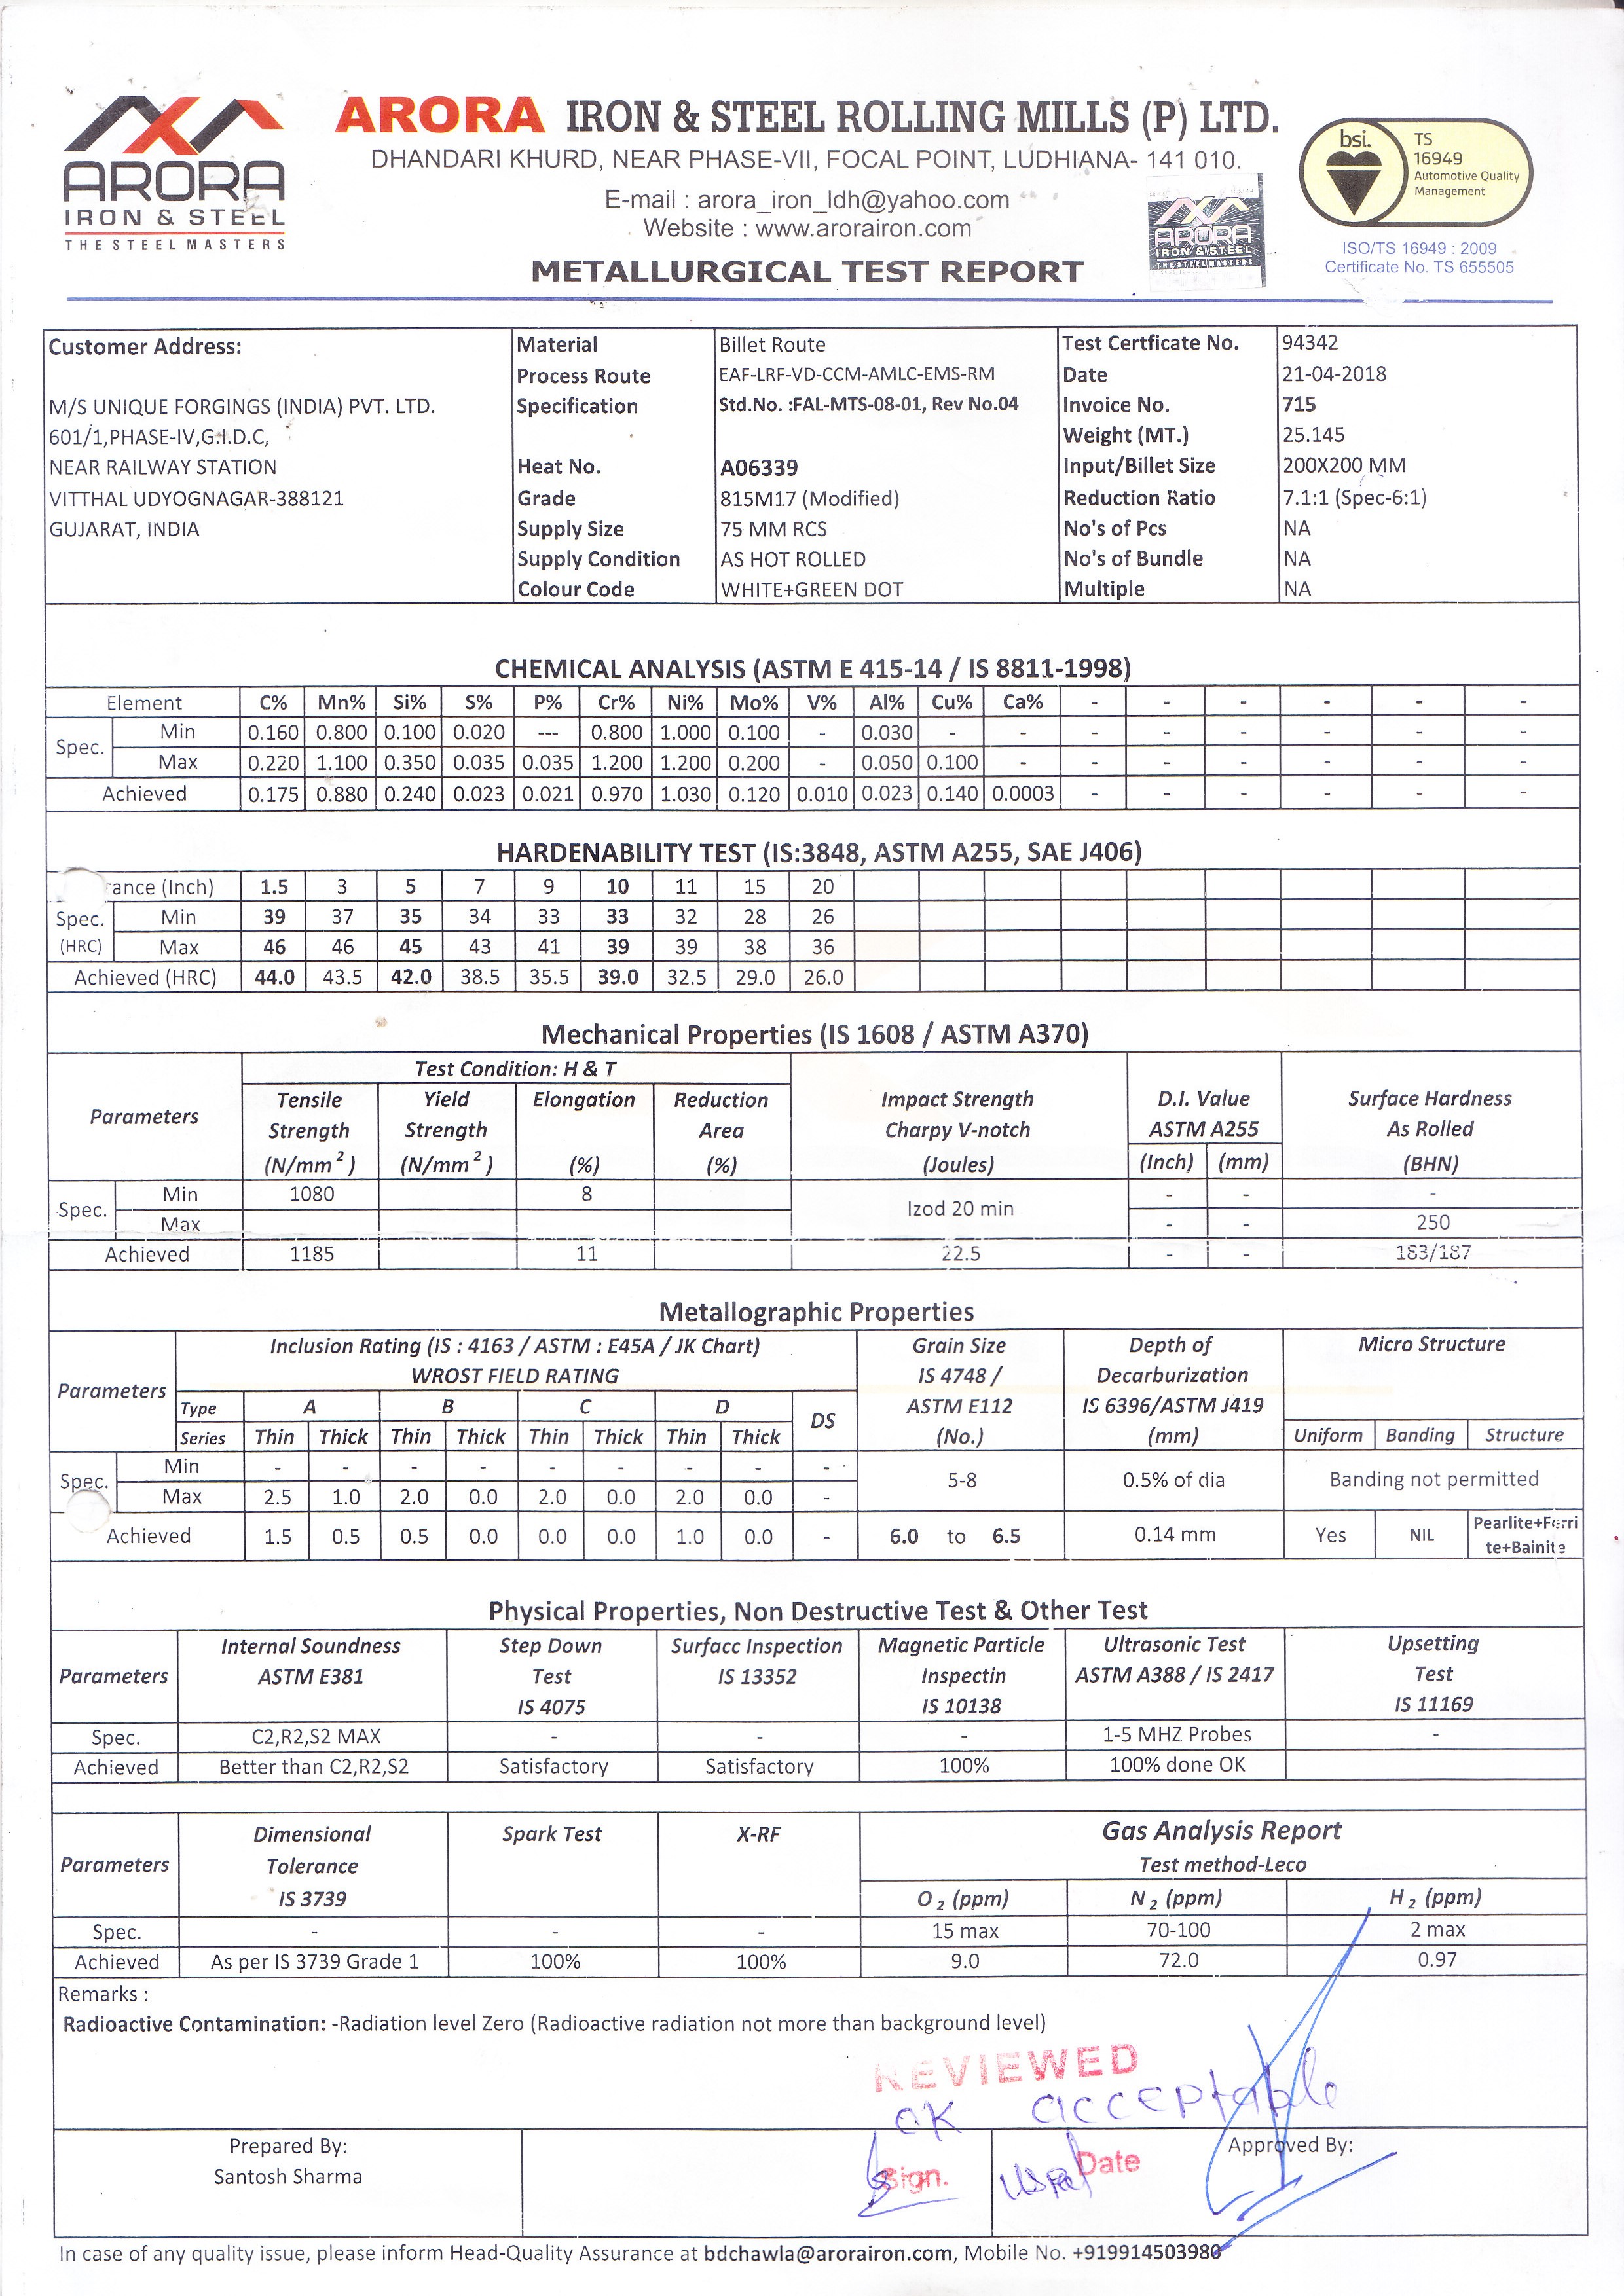 ARORA
IRON & STEEL
THE STEEL MASTERS
ARORA IRON & STEEL ROLLING MILLS (P) LTD.
DHANDARI KHURD, NEAR PHASE-VII, FOCAL POINT, LUDHIANA- 141 010.
E-mail : arora_iron_ldh@yahoo.com
Website : www.arorairon.com
METALLURGICAL TEST REPORT
ARORA
IRON & STEEL
THE STEEL MASTERS
bsi.
TS
16949
Automotive Quality
Management
ISO/TS 16949 : 2009
Certificate No. TS 655505
Customer Address:
M/S UNIQUE FORGINGS (INDIA) PVT. LTD.
601/1,PHASE-IV,G.I.D.C,
NEAR RAILWAY STATION
VITTHAL UDYOGNAGAR-388121
GUJARAT, INDIA
Material Billet Route
Process Route EAF-LRF-VD-CCM-AMLC-EMS-RM
Specification Std.No. :FAL-MTS-08-01, Rev No.04
Heat No. A06339
Grade 815M17 (Modified)
Supply Size 75 MM RCS
Supply Condition AS HOT ROLLED
Colour Code WHITE+GREEN DOT
Test Certficate No. 94342
Date 21-04-2018
Invoice No. 715
Weight (MT.) 25.145
Input/Billet Size 200X200 MM
Reduction Ratio 7.1:1 (Spec-6:1)
No's of Pcs NA
No's of Bundle NA
Multiple NA
CHEMICAL ANALYSIS (ASTM E 415-14 / IS 8811-1998)
Element C% Mn% Si% S% P% Cr% Ni% Mo% V% Al% Cu% Ca% - - - - - -
Spec. Min 0.160 0.800 0.100 0.020 --- 0.800 1.000 0.100 - 0.030 - - - - - - - -
Max 0.220 1.100 0.350 0.035 0.035 1.200 1.200 0.200 - 0.050 0.100 - - - - - - -
Achieved 0.175 0.880 0.240 0.023 0.021 0.970 1.030 0.120 0.010 0.023 0.140 0.0003 - - - - - -
HARDENABILITY TEST (IS:3848, ASTM A255, SAE J406)
rance (Inch) 1.5 3 5 7 9 10 11 15 20
Spec. (HRC) Min 39 37 35 34 33 33 32 28 26
Max 46 46 45 43 41 39 39 38 36
Achieved (HRC) 44.0 43.5 42.0 38.5 35.5 39.0 32.5 29.0 26.0
Mechanical Properties (IS 1608 / ASTM A370)
Parameters
Test Condition: H & T
Tensile Strength (N/mm²)
Yield Strength (N/mm²)
Elongation (%)
Reduction Area (%)
Impact Strength Charpy V-notch (Joules)
D.I. Value ASTM A255
(Inch) (mm)
Surface Hardness As Rolled (BHN)
Spec. Min 1080 8 Izod 20 min - - -
Max - - 250
Achieved 1185 11 22.5 - - 183/187
Metallographic Properties
Parameters
Inclusion Rating (IS : 4163 / ASTM : E45A / JK Chart)
WROST FIELD RATING
Type A B C D DS
Series Thin Thick Thin Thick Thin Thick Thin Thick
Grain Size IS 4748 / ASTM E112 (No.)
Depth of Decarburization IS 6396/ASTM J419 (mm)
Micro Structure
Uniform Banding Structure
Spec. Min - - - - - - - - -
Max 2.5 1.0 2.0 0.0 2.0 0.0 2.0 0.0 -
5-8 0.5% of dia Banding not permitted
Achieved 1.5 0.5 0.5 0.0 0.0 0.0 1.0 0.0 - 6.0 to 6.5 0.14 mm Yes NIL Pearlite+Ferri
te+Bainite
Physical Properties, Non Destructive Test & Other Test
Parameters
Internal Soundness ASTM E381
Step Down Test IS 4075
Surfacc Inspection IS 13352
Magnetic Particle Inspectin IS 10138
Ultrasonic Test ASTM A388 / IS 2417
Upsetting Test IS 11169
Spec. C2,R2,S2 MAX - - - 1-5 MHZ Probes -
Achieved Better than C2,R2,S2 Satisfactory Satisfactory 100% 100% done OK
Parameters
Dimensional Tolerance IS 3739
Spark Test
X-RF
Gas Analysis Report
Test method-Leco
O2 (ppm) N2 (ppm) H2 (ppm)
Spec. - - - 15 max 70-100 2 max
Achieved As per IS 3739 Grade 1 100% 100% 9.0 72.0 0.97
Remarks :
Radioactive Contamination: -Radiation level Zero (Radioactive radiation not more than background level)
REVIEWED
OK acceptable
Prepared By:
Santosh Sharma
Sign.
Date
Approved By:
In case of any quality issue, please inform Head-Quality Assurance at bdchawla@arorairon.com, Mobile No. +919914503980